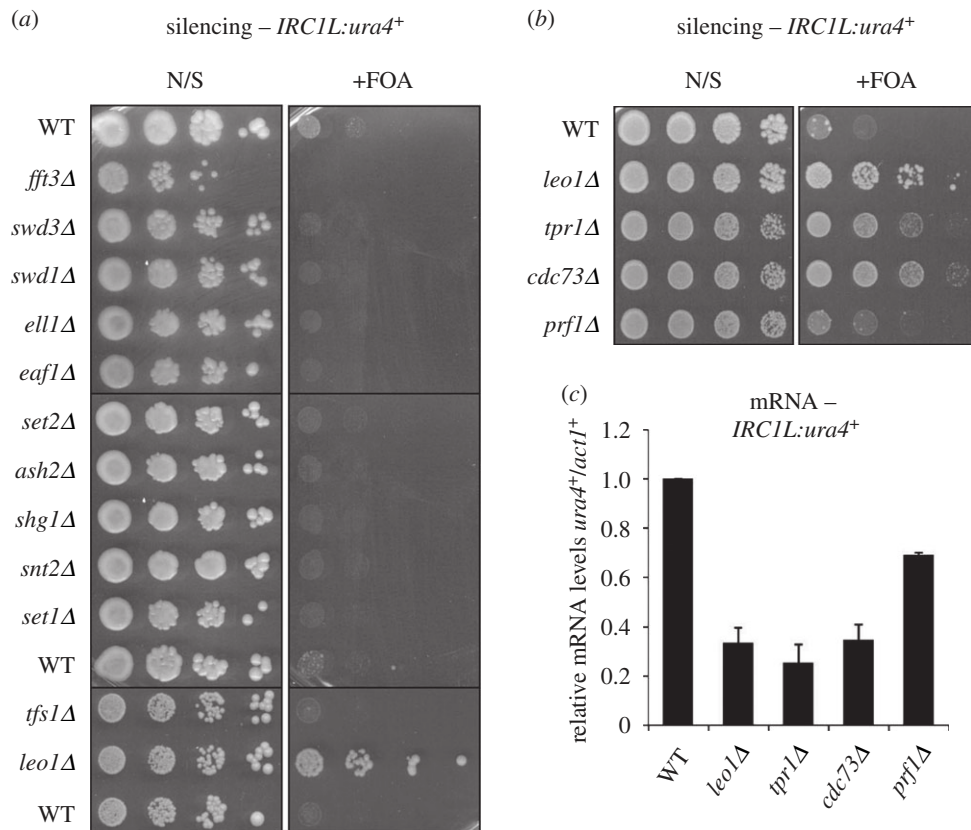 (a)
silencing – IRC1L:ura4+
N/S +FOA
WT
fft3Δ
swd3Δ
swd1Δ
ell1Δ
eaf1Δ
set2Δ
ash2Δ
shg1Δ
snt2Δ
set1Δ
WT
tfs1Δ
leo1Δ
WT
(b)
silencing – IRC1L:ura4+
N/S +FOA
WT
leo1Δ
tpr1Δ
cdc73Δ
prf1Δ
(c)
mRNA –
IRC1L:ura4+
relative mRNA levels ura4+/act1+
1.2
1.0
0.8
0.6
0.4
0.2
0
WT leo1Δ tpr1Δ cdc73Δ prf1Δ